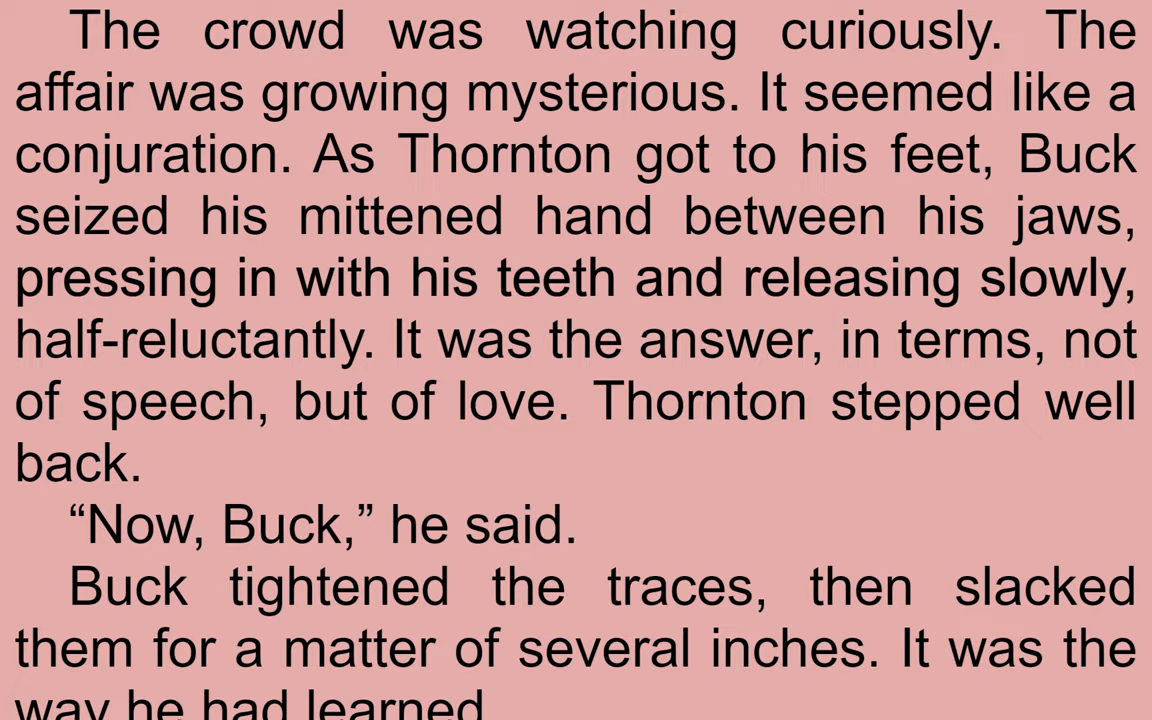 The crowd was watching curiously. The
affair was growing mysterious. It seemed like a
conjuration. As Thornton got to his feet, Buck
seized his mittened hand between his jaws,
pressing in with his teeth and releasing slowly,
half-reluctantly. It was the answer, in terms, not
of speech, but of love. Thornton stepped well
back.
“Now, Buck,” he said.
Buck tightened the traces, then slacked
them for a matter of several inches. It was the
way he had learned.